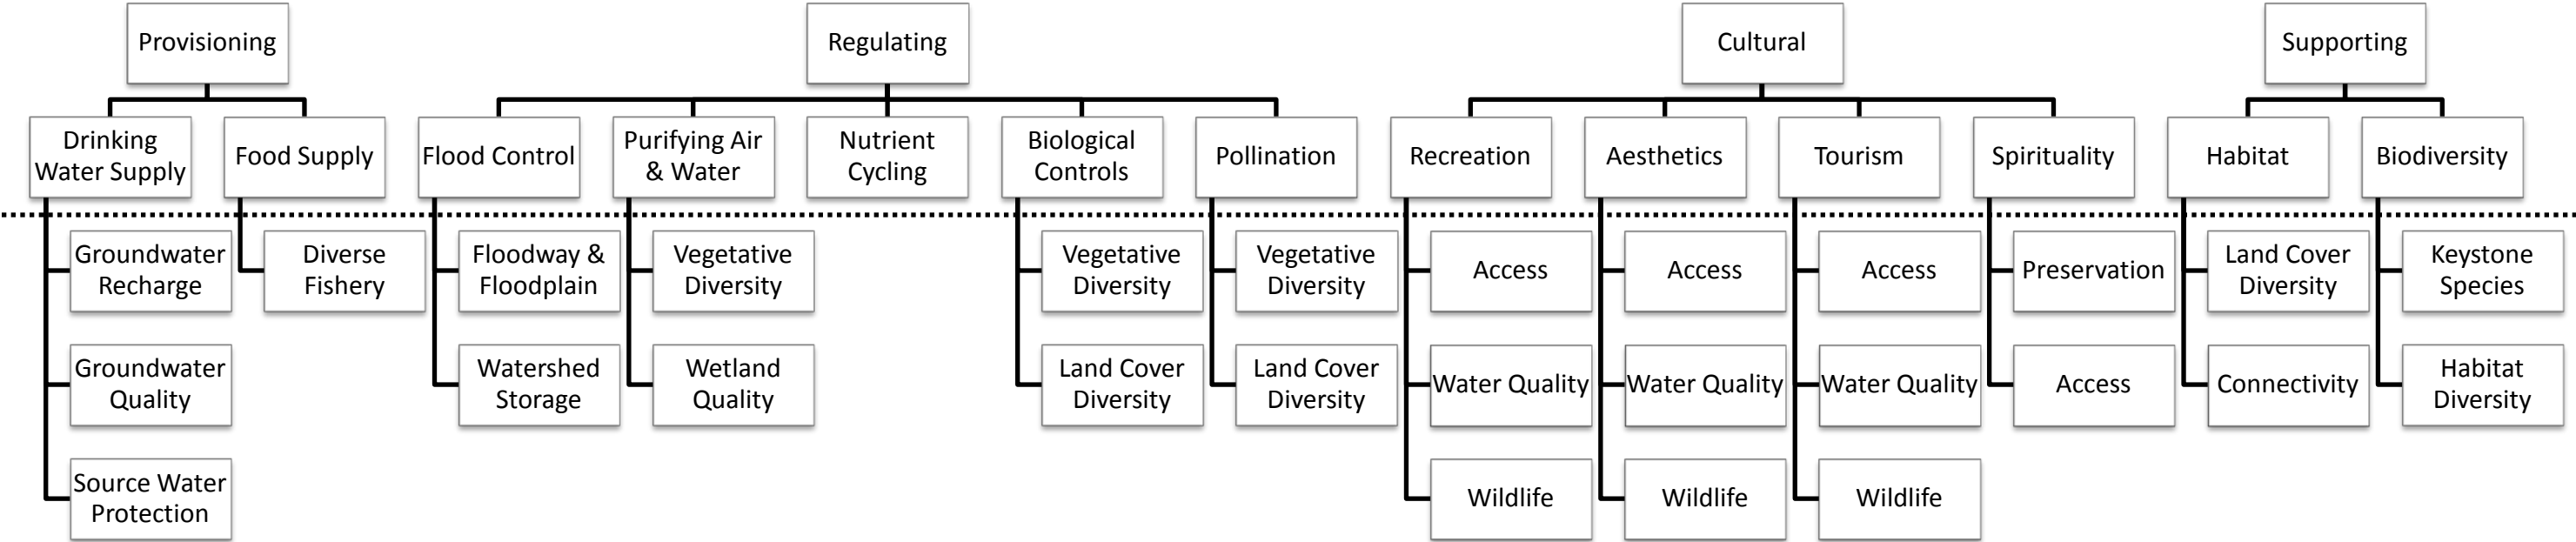 Provisioning
Regulating
Cultural
Supporting
Drinking
Water Supply
Food Supply
Flood Control
Purifying Air
& Water
Nutrient
Cycling
Biological
Controls
Pollination
Recreation
Aesthetics
Tourism
Spirituality
Habitat
Biodiversity
Groundwater
Recharge
Diverse
Fishery
Floodway &
Floodplain
Vegetative
Diversity
Vegetative
Diversity
Vegetative
Diversity
Access
Access
Access
Preservation
Land Cover
Diversity
Keystone
Species
Groundwater
Quality
Watershed
Storage
Wetland
Quality
Land Cover
Diversity
Land Cover
Diversity
Water Quality
Water Quality
Water Quality
Access
Connectivity
Habitat
Diversity
Source Water
Protection
Wildlife
Wildlife
Wildlife